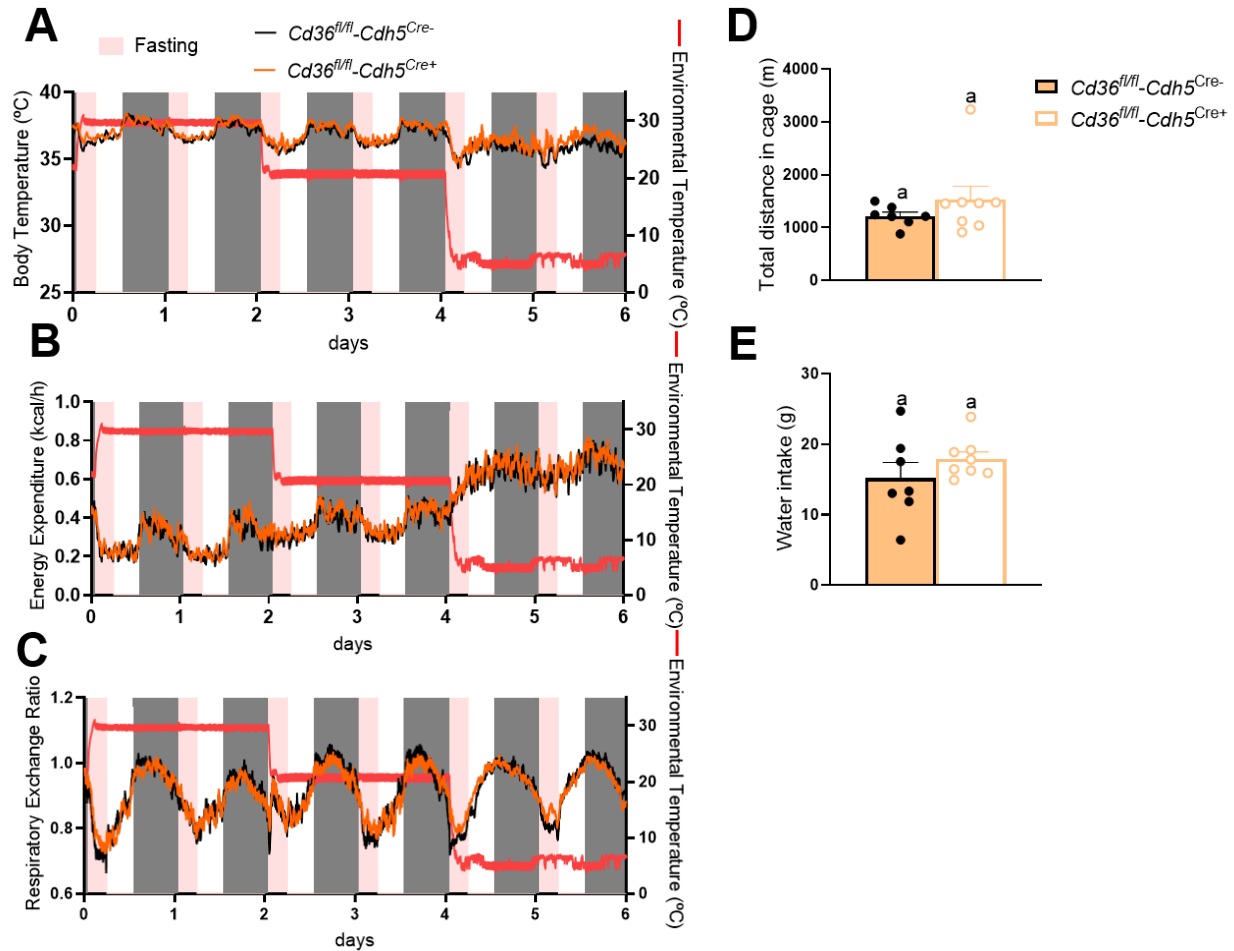 A
Fasting
Cd36fl/fl-Cdh5Cre-
Cd36fl/fl-Cdh5Cre+
Body Temperature (ºC)
40
35
30
25
30
20
10
0
Environmental Temperature (ºC)
0 1 2 3 4 5 6
days
B
Energy Expenditure (kcal/h)
1.0
0.8
0.6
0.4
0.2
0.0
30
20
10
0
Environmental Temperature (ºC)
0 1 2 3 4 5 6
days
C
Respiratory Exchange Ratio
1.2
1.0
0.8
0.6
30
20
10
0
Environmental Temperature (ºC)
0 1 2 3 4 5 6
days
D
Total distance in cage (m)
4000
3000
2000
1000
0
a
a
Cd36fl/fl-Cdh5Cre-
Cd36fl/fl-Cdh5Cre+
E
Water intake (g)
30
20
10
0
a
a